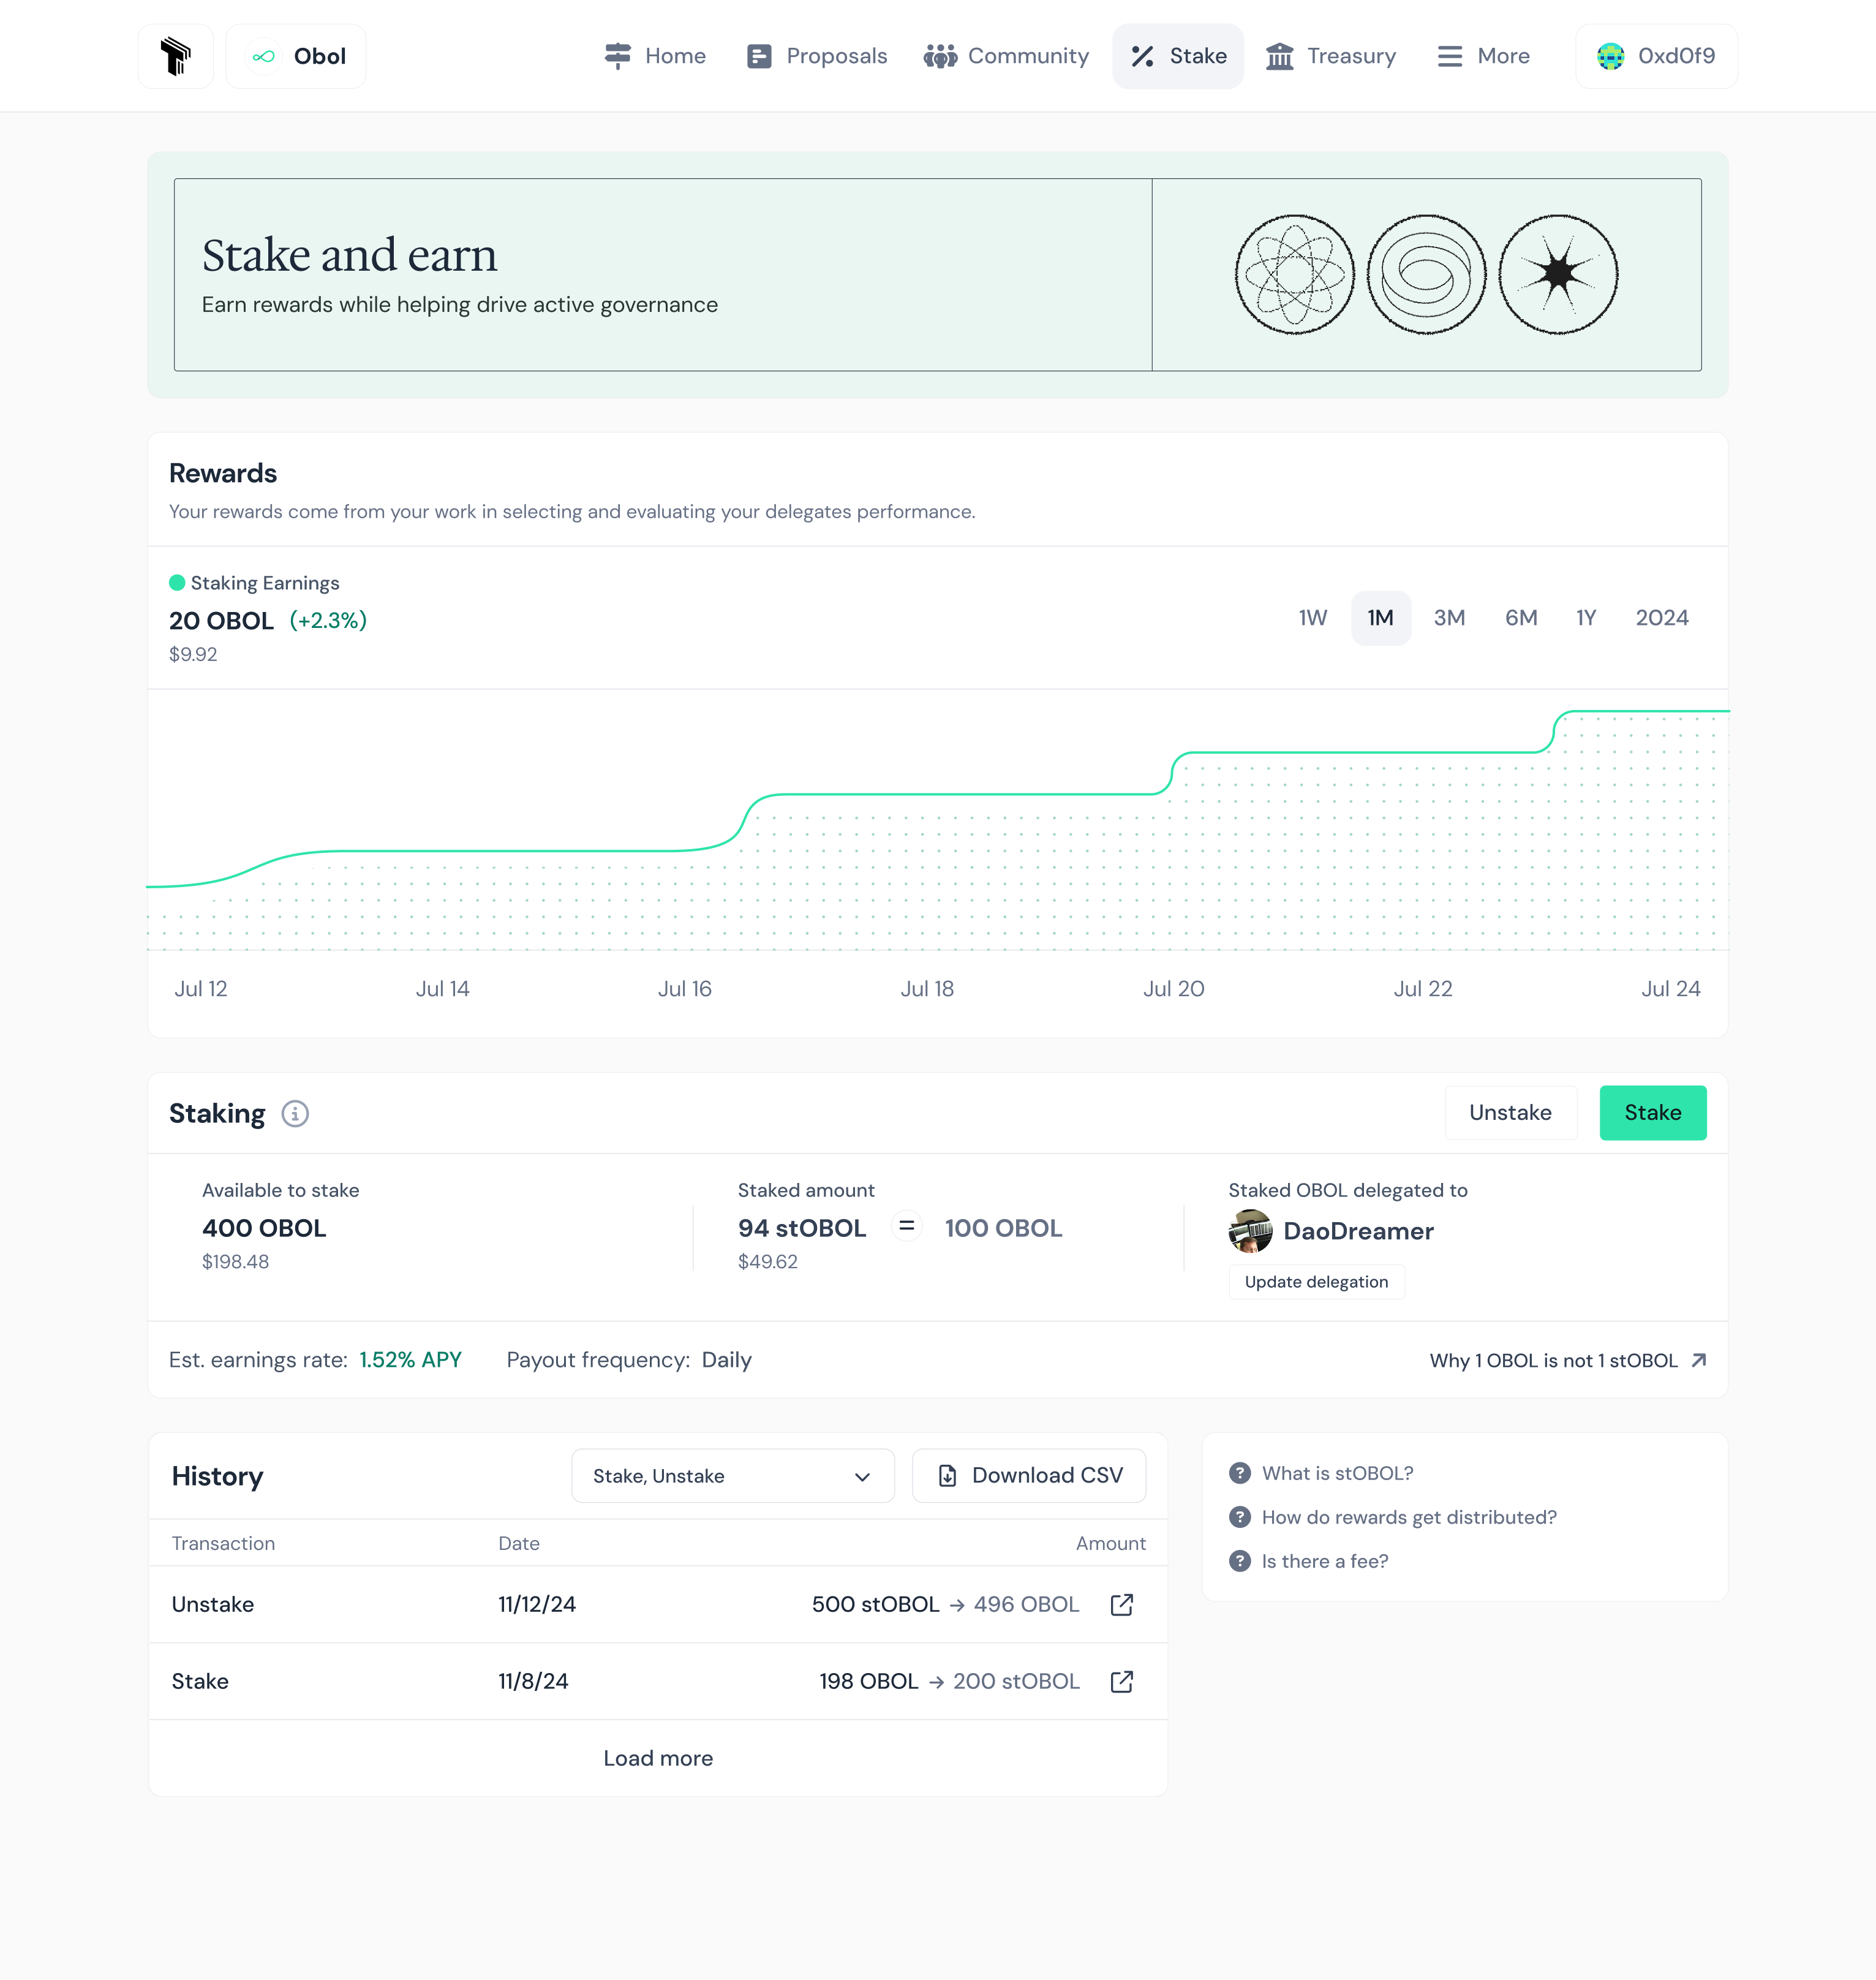 Obol
Home
Proposals
Community
Stake
Treasury
More
0xd0f9
Stake and earn
Earn rewards while helping drive active governance
Rewards
Your rewards come from your work in selecting and evaluating your delegates performance.
Staking Earnings
20 OBOL (+2.3%)
$9.92
1W 1M 3M 6M 1Y 2024
Jul 12 Jul 14 Jul 16 Jul 18 Jul 20 Jul 22 Jul 24
Staking
Unstake
Stake
Available to stake
400 OBOL
$198.48
Staked amount
94 stOBOL = 100 OBOL
$49.62
Staked OBOL delegated to
DaoDreamer
Update delegation
Est. earnings rate: 1.52% APY
Payout frequency: Daily
Why 1 OBOL is not 1 stOBOL
History
Stake, Unstake
Download CSV
Transaction Date Amount
Unstake 11/12/24 500 stOBOL → 496 OBOL
Stake 11/8/24 198 OBOL → 200 stOBOL
Load more
What is stOBOL?
How do rewards get distributed?
Is there a fee?